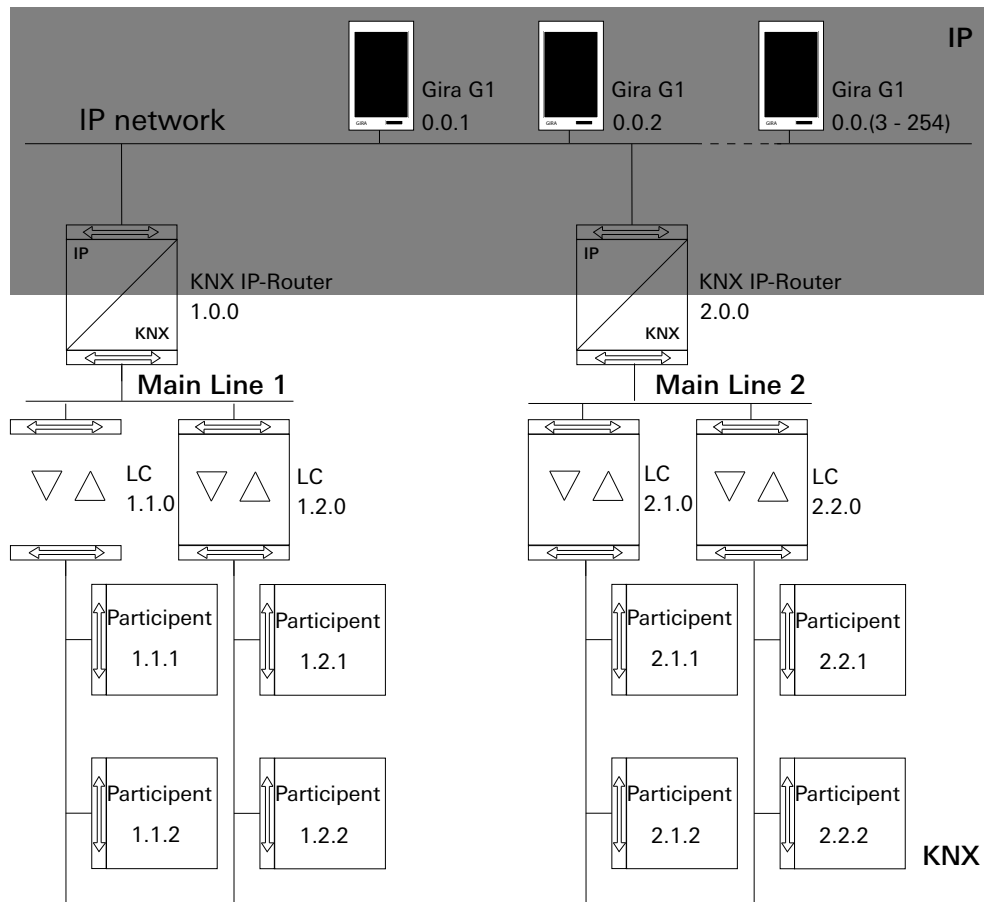 IP
Gira G1
0.0.1
Gira G1
0.0.2
Gira G1
0.0.(3 - 254)
IP network
GIRA
GIRA
GIRA
IP
KNX
KNX IP-Router
1.0.0
IP
KNX
KNX IP-Router
2.0.0
Main Line 1
Main Line 2
LC
1.1.0
LC
1.2.0
LC
2.1.0
LC
2.2.0
Participent
1.1.1
Participent
1.2.1
Participent
2.1.1
Participent
2.2.1
Participent
1.1.2
Participent
1.2.2
Participent
2.1.2
Participent
2.2.2
KNX